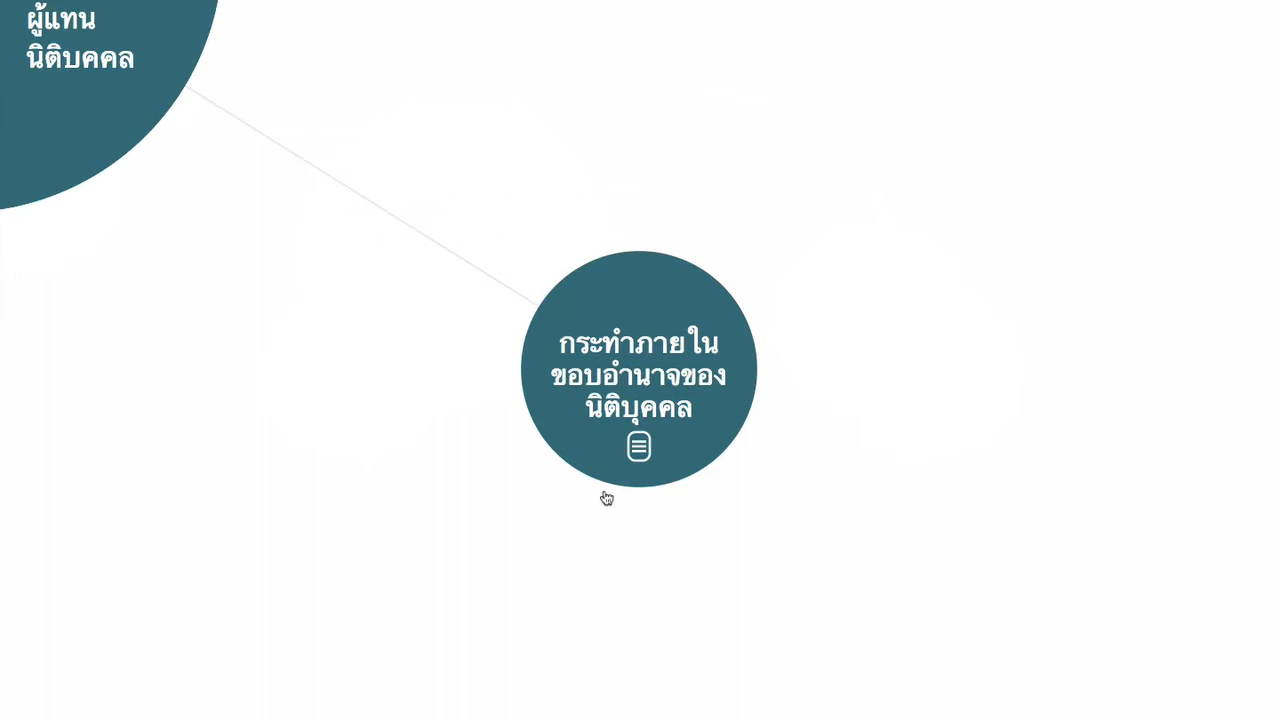 ผู้แทน
นิติบคคล
กระทำภายใน
ขอบอำนาจของ
นิติบุคคล